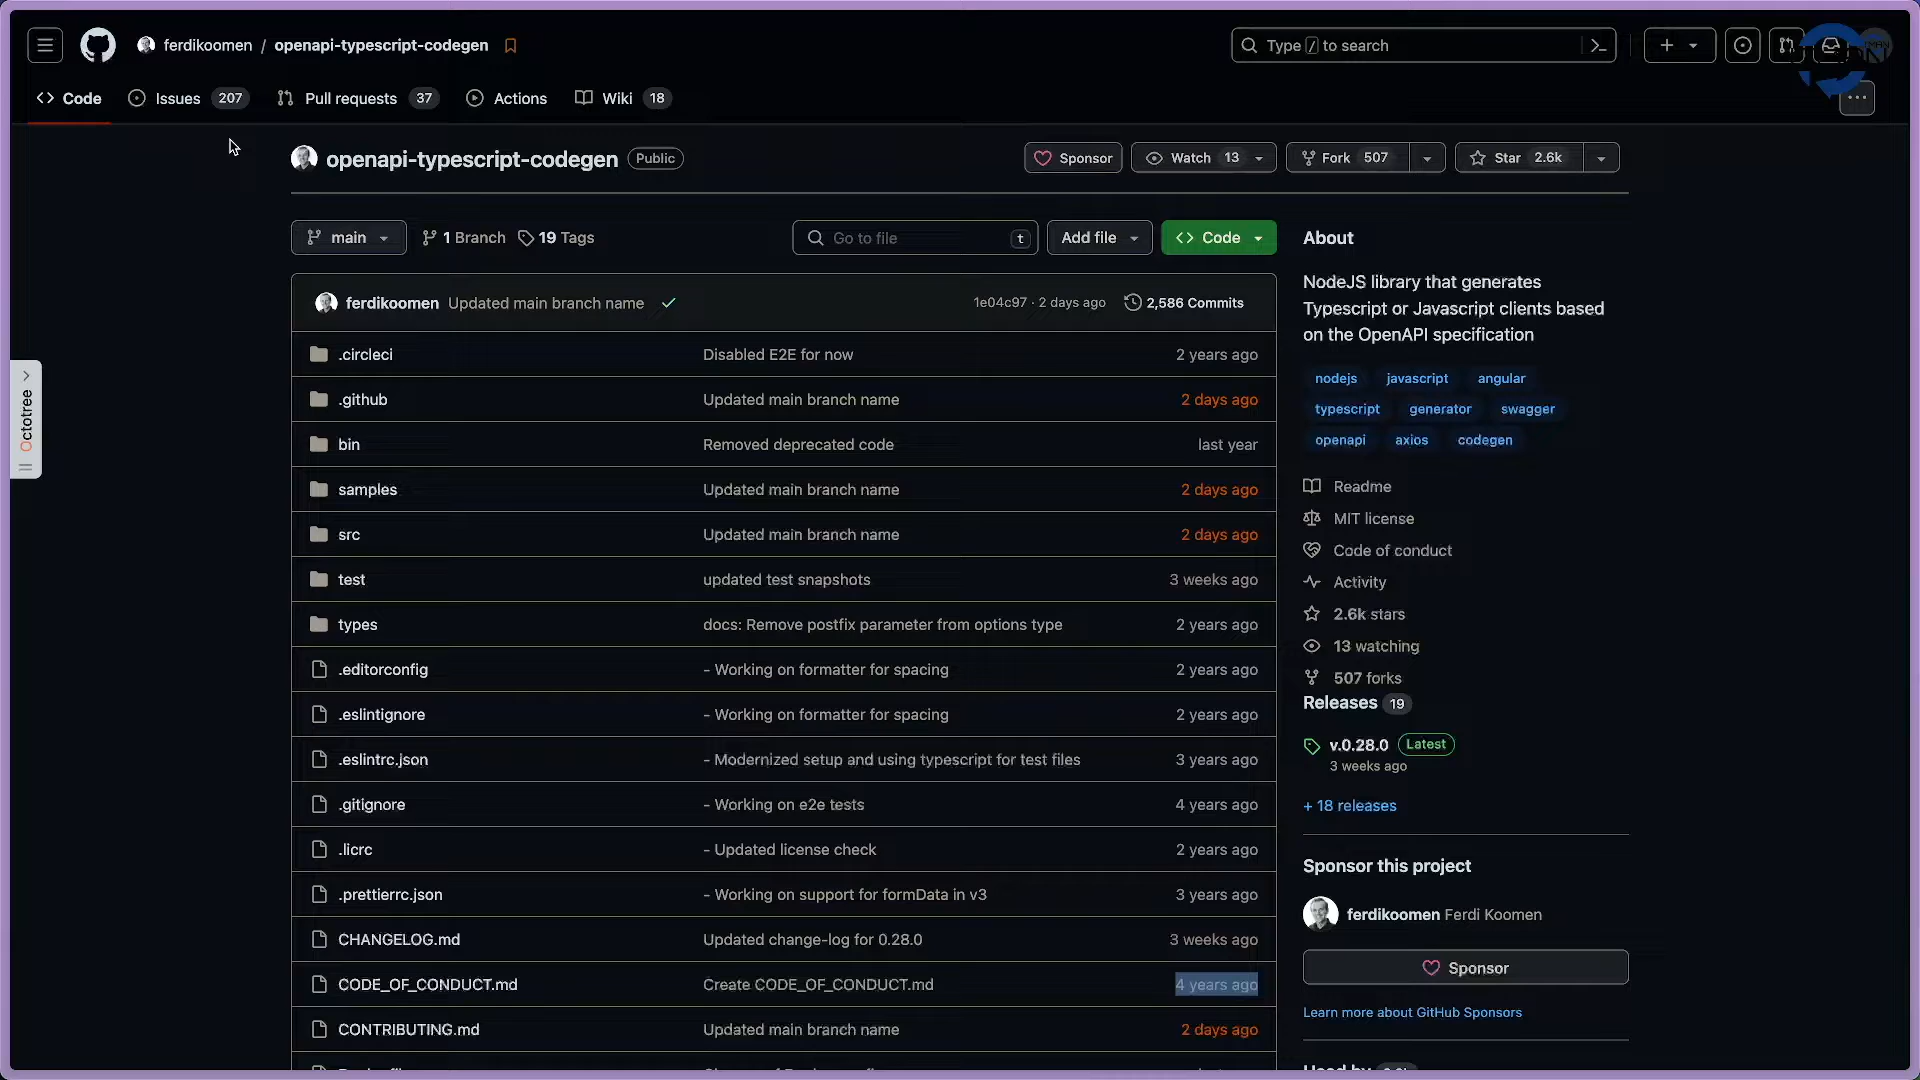 ferdikoomen / openapi-typescript-codegen
Type / to search
Code
Issues 207
Pull requests 37
Actions
Wiki 18
openapi-typescript-codegen Public
Sponsor
Watch 13
Fork 507
Star 2.6k
main
1 Branch
19 Tags
Go to file t
Add file
Code
ferdikoomen Updated main branch name
1e04c97 · 2 days ago
2,586 Commits
.circleci Disabled E2E for now 2 years ago
.github Updated main branch name 2 days ago
bin Removed deprecated code last year
samples Updated main branch name 2 days ago
src Updated main branch name 2 days ago
test updated test snapshots 3 weeks ago
types docs: Remove postfix parameter from options type 2 years ago
.editorconfig - Working on formatter for spacing 2 years ago
.eslintignore - Working on formatter for spacing 2 years ago
.eslintrc.json - Modernized setup and using typescript for test files 3 years ago
.gitignore - Working on e2e tests 4 years ago
.licrc - Updated license check 2 years ago
.prettierrc.json - Working on support for formData in v3 3 years ago
CHANGELOG.md Updated change-log for 0.28.0 3 weeks ago
CODE_OF_CONDUCT.md Create CODE_OF_CONDUCT.md 4 years ago
CONTRIBUTING.md Updated main branch name 2 days ago
About
NodeJS library that generates
Typescript or Javascript clients based
on the OpenAPI specification
nodejs javascript angular
typescript generator swagger
openapi axios codegen
Readme
MIT license
Code of conduct
Activity
2.6k stars
13 watching
507 forks
Releases 19
v.0.28.0 Latest
3 weeks ago
+ 18 releases
Sponsor this project
ferdikoomen Ferdi Koomen
Sponsor
Learn more about GitHub Sponsors
Octotree